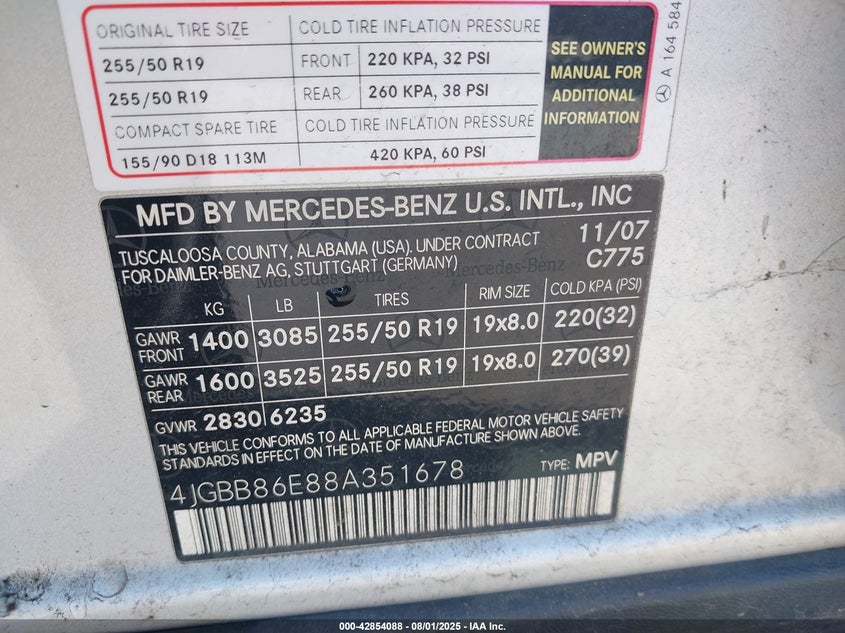 ORIGINAL TIRE SIZE COLD TIRE INFLATION PRESSURE
255/50 R19 FRONT 220 KPA, 32 PSI
255/50 R19 REAR 260 KPA, 38 PSI
COMPACT SPARE TIRE COLD TIRE INFLATION PRESSURE
155/90 D18 113M 420 KPA, 60 PSI
SEE OWNER'S
MANUAL FOR
ADDITIONAL
INFORMATION
A 164 584
MFD BY MERCEDES-BENZ U.S. INTL., INC
TUSCALOOSA COUNTY, ALABAMA (USA). UNDER CONTRACT 11/07
FOR DAIMLER-BENZ AG, STUTTGART (GERMANY) C775
KG LB TIRES RIM SIZE COLD KPA (PSI)
GAWR FRONT 1400 3085 255/50 R19 19x8.0 220(32)
GAWR REAR 1600 3525 255/50 R19 19x8.0 270(39)
GVWR 2830 6235
THIS VEHICLE CONFORMS TO ALL APPLICABLE FEDERAL MOTOR VEHICLE SAFETY
STANDARDS IN EFFECT ON THE DATE OF MANUFACTURE SHOWN ABOVE.
4JGBB86E88A351678 TYPE: MPV
000-42854088 - 08/01/2025 - IAA Inc.